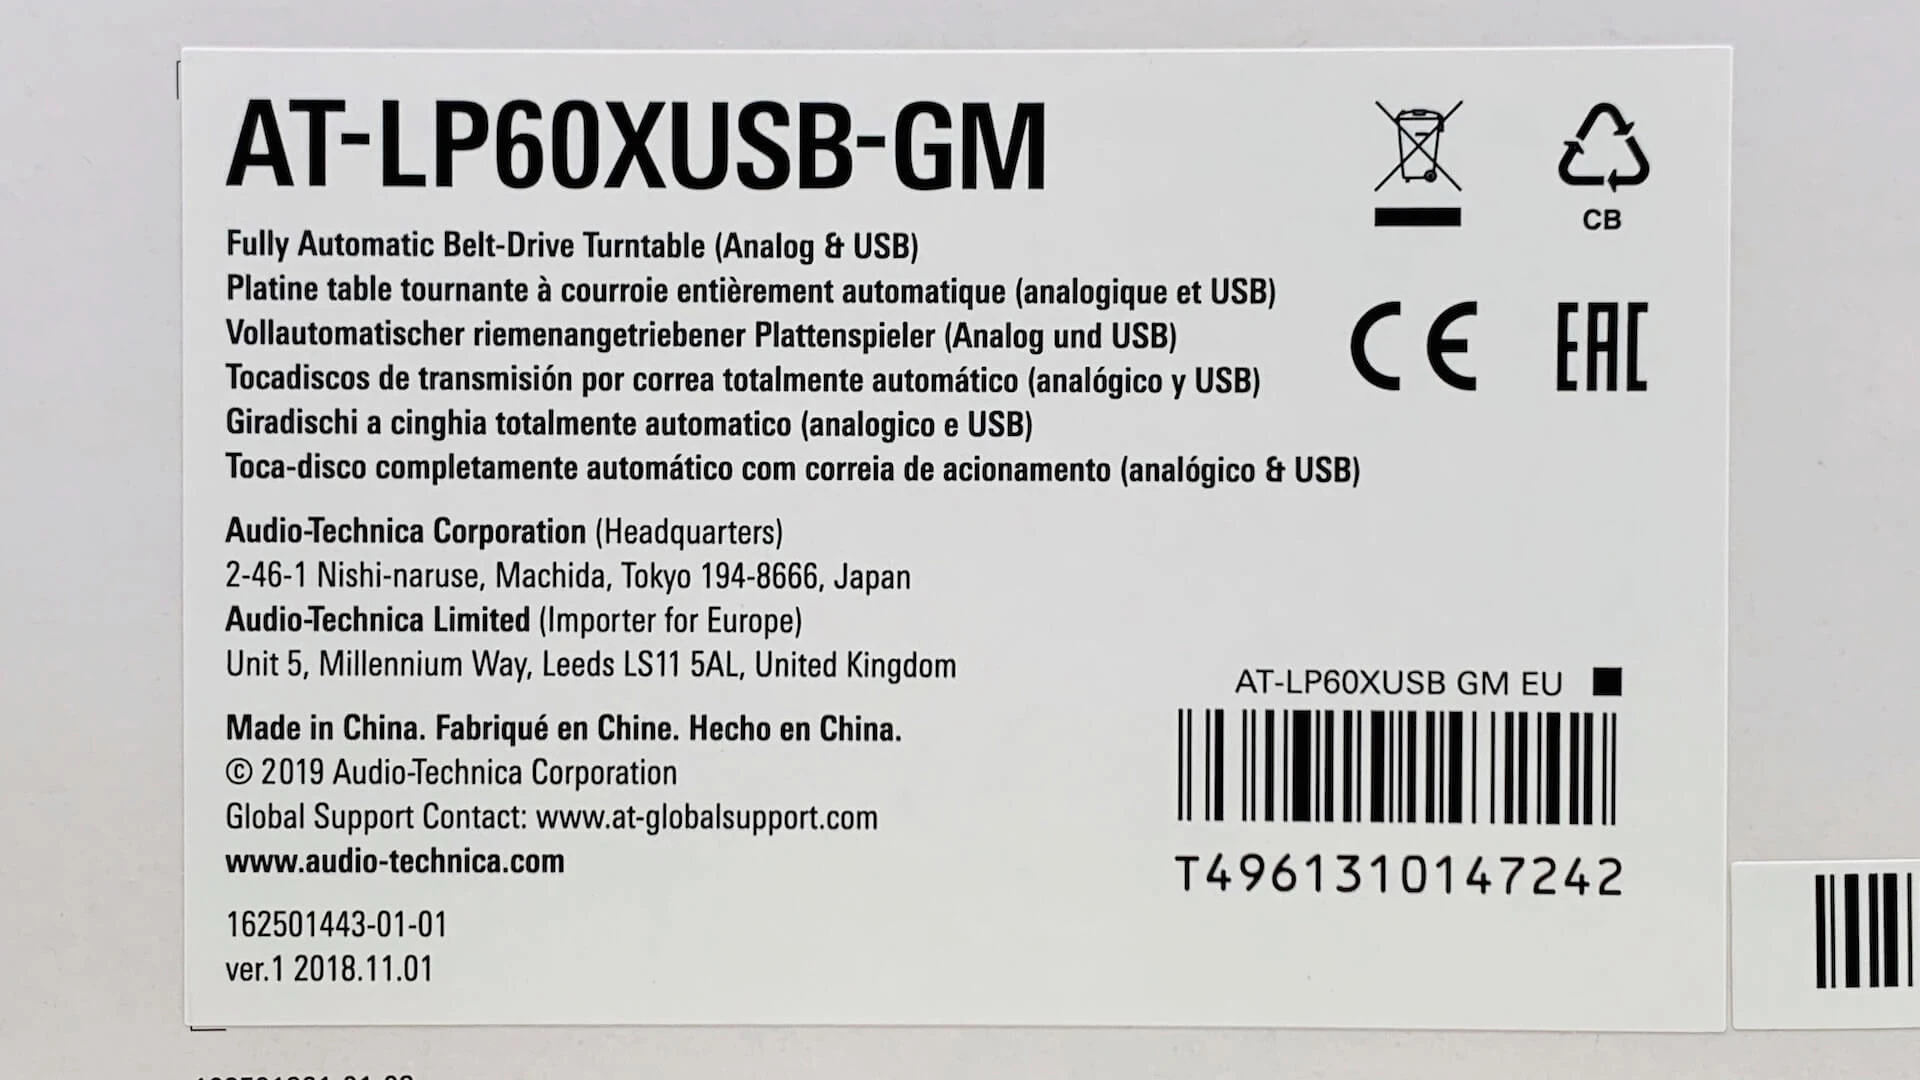 AT-LP60XUSB-GM
Fully Automatic Belt-Drive Turntable (Analog & USB)
Platine table tournante à courroie entièrement automatique (analogique et USB)
Vollautomatischer riemenangetriebener Plattenspieler (Analog und USB)
Tocadiscos de transmisión por correa totalmente automático (analógico y USB)
Giradischi a cinghia totalmente automatico (analogico e USB)
Toca-disco completamente automático com correia de acionamento (analógico & USB)
CB
CE
EAC
Audio-Technica Corporation (Headquarters)
2-46-1 Nishi-naruse, Machida, Tokyo 194-8666, Japan
Audio-Technica Limited (Importer for Europe)
Unit 5, Millennium Way, Leeds LS11 5AL, United Kingdom
Made in China. Fabriqué en Chine. Hecho en China.
© 2019 Audio-Technica Corporation
Global Support Contact: www.at-globalsupport.com
www.audio-technica.com
162501443-01-01
ver.1 2018.11.01
AT-LP60XUSB GM EU
T4961310147242